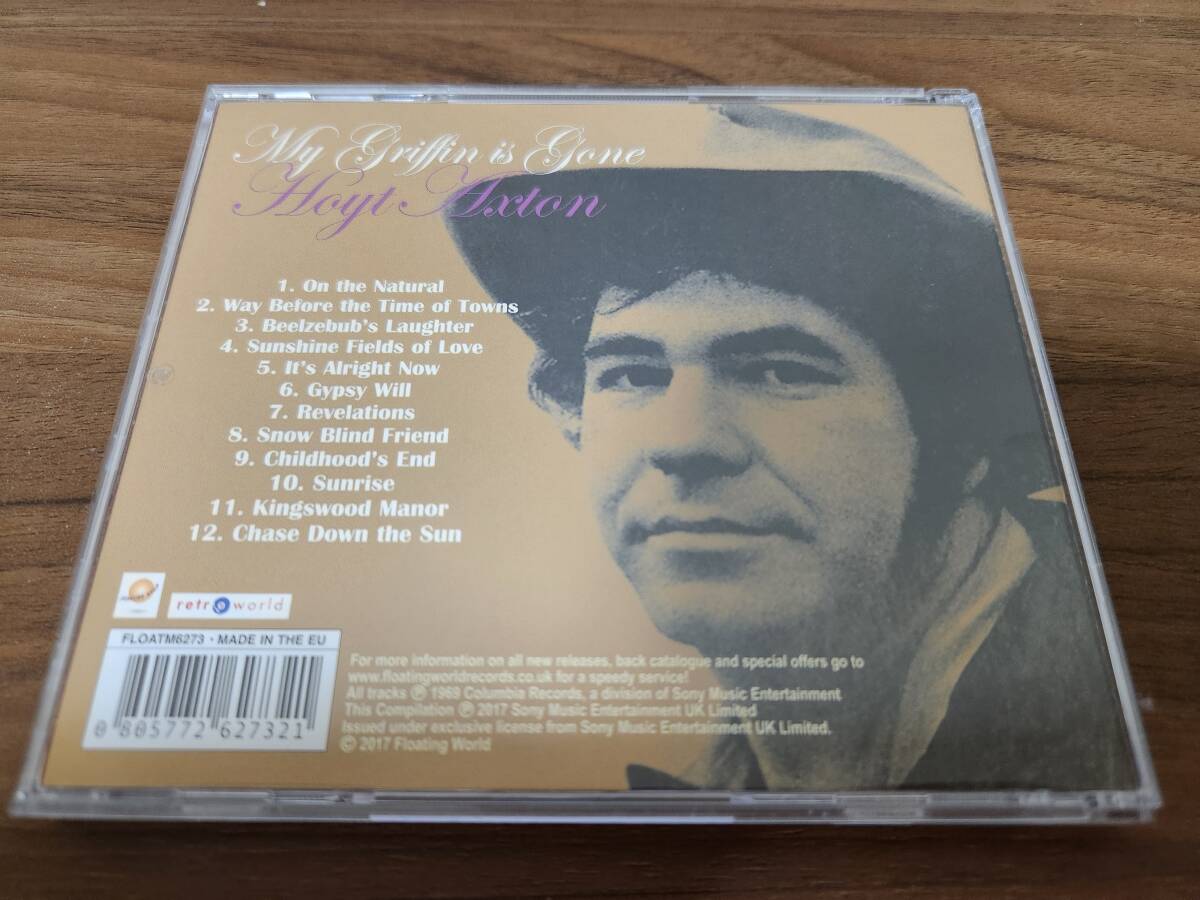 My Griffin is Gone
Hoyt Axton
1. On the Natural
2. Way Before the Time of Towns
3. Beelzebub's Laughter
4. Sunshine Fields of Love
5. It's Alright Now
6. Gypsy Will
7. Revelations
8. Snow Blind Friend
9. Childhood's End
10. Sunrise
11. Kingswood Manor
12. Chase Down the Sun
retr world
FLOATM6273 • MADE IN THE EU
0 805772 627321
For more information on all new releases, back catalogue and special offers go to
www.floatingworldrecords.co.uk for a speedy service!
All tracks ℗ 1969 Columbia Records, a division of Sony Music Entertainment
This Compilation ℗ 2017 Sony Music Entertainment UK Limited
Issued under exclusive license from Sony Music Entertainment UK Limited.
© 2017 Floating World